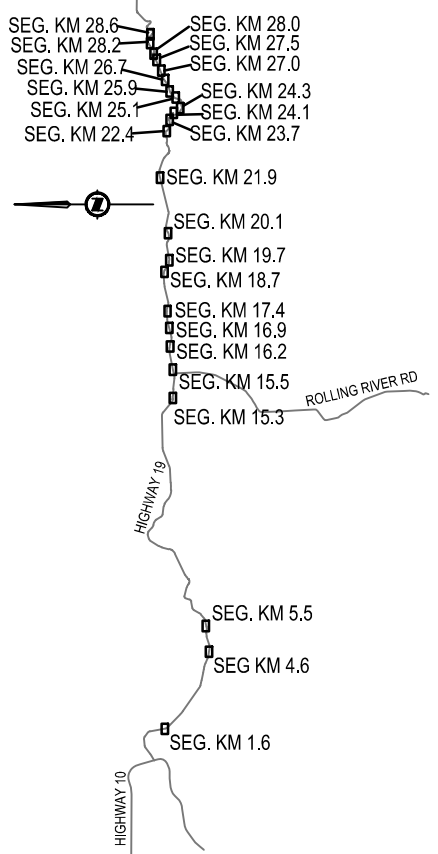 SEG. KM 28.6
SEG. KM 28.0
SEG. KM 28.2
SEG. KM 27.5
SEG. KM 26.7
SEG. KM 27.0
SEG. KM 25.9
SEG. KM 24.3
SEG. KM 25.1
SEG. KM 24.1
SEG. KM 22.4
SEG. KM 23.7
SEG. KM 21.9
Z
SEG. KM 20.1
SEG. KM 19.7
SEG. KM 18.7
SEG. KM 17.4
SEG. KM 16.9
SEG. KM 16.2
SEG. KM 15.5
ROLLING RIVER RD
SEG. KM 15.3
HIGHWAY 19
SEG. KM 5.5
SEG KM 4.6
SEG. KM 1.6
HIGHWAY 10